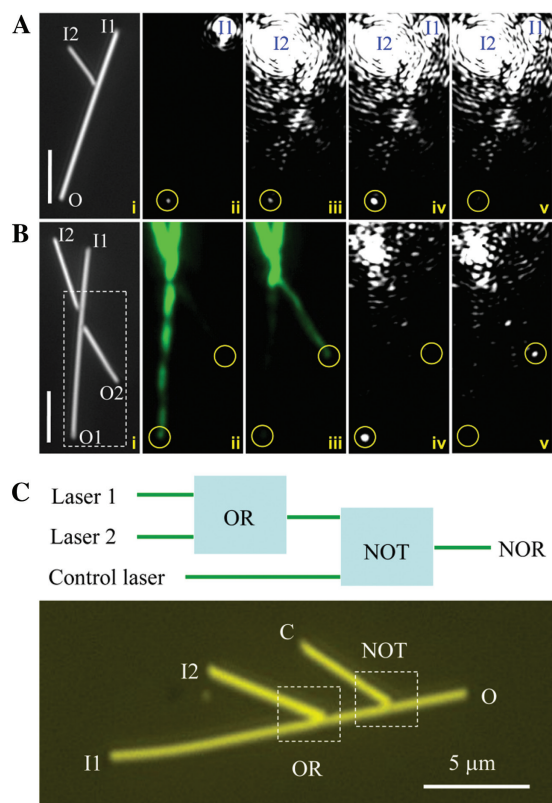 A
I1
I2
O
i
I1
ii
I2
iii
I2
I1
iv
I2
I1
v
B
I2
I1
O2
O1
i
ii
iii
iv
v
C
Laser 1
Laser 2
Control laser
OR
NOT
NOR
C
NOT
I2
O
I1
OR
5 µm